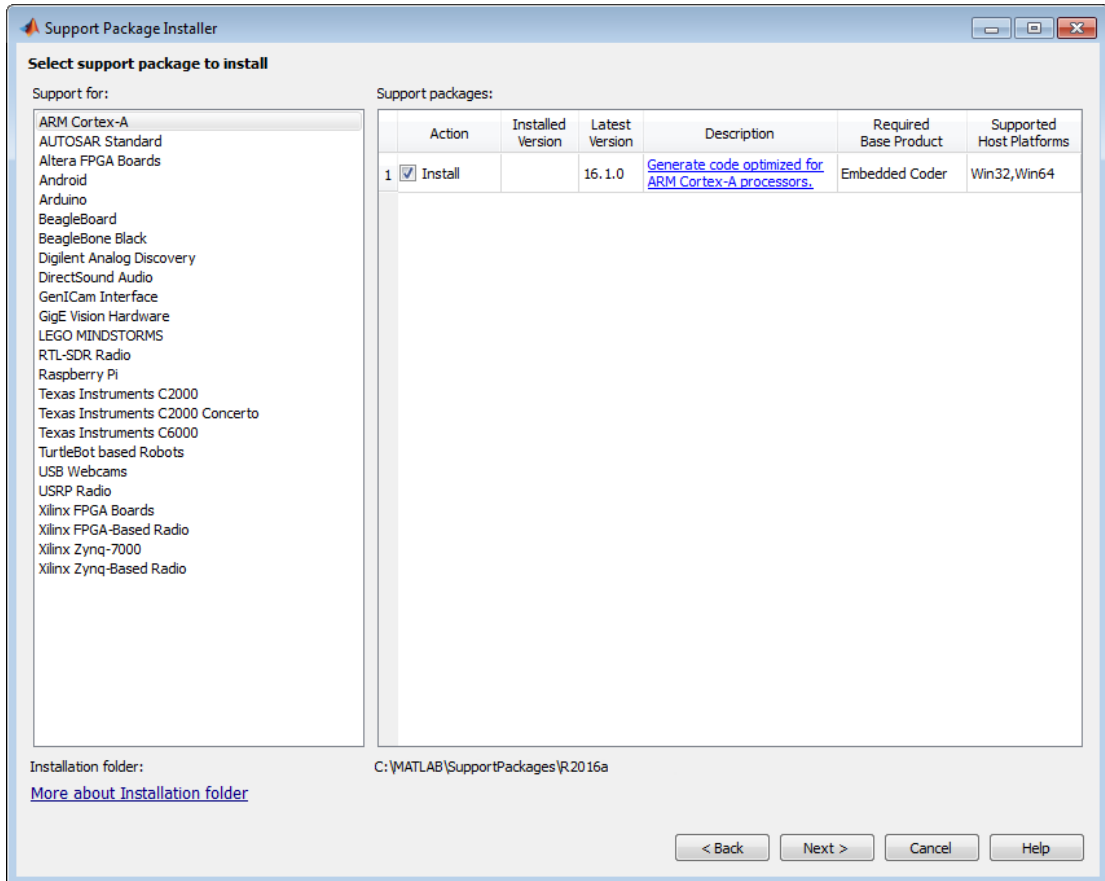 Support Package Installer
Select support package to install
Support for:
ARM Cortex-A
AUTOSAR Standard
Altera FPGA Boards
Android
Arduino
BeagleBoard
BeagleBone Black
Digilent Analog Discovery
DirectSound Audio
GenICam Interface
GigE Vision Hardware
LEGO MINDSTORMS
RTL-SDR Radio
Raspberry Pi
Texas Instruments C2000
Texas Instruments C2000 Concerto
Texas Instruments C6000
TurtleBot based Robots
USB Webcams
USRP Radio
Xilinx FPGA Boards
Xilinx FPGA-Based Radio
Xilinx Zynq-7000
Xilinx Zynq-Based Radio
Support packages:
Action
Installed
Version
Latest
Version
Description
Required
Base Product
Supported
Host Platforms
1
Install
16.1.0
Generate code optimized for
ARM Cortex-A processors.
Embedded Coder
Win32,Win64
Installation folder:
C:\MATLAB\SupportPackages\R2016a
More about Installation folder
< Back
Next >
Cancel
Help